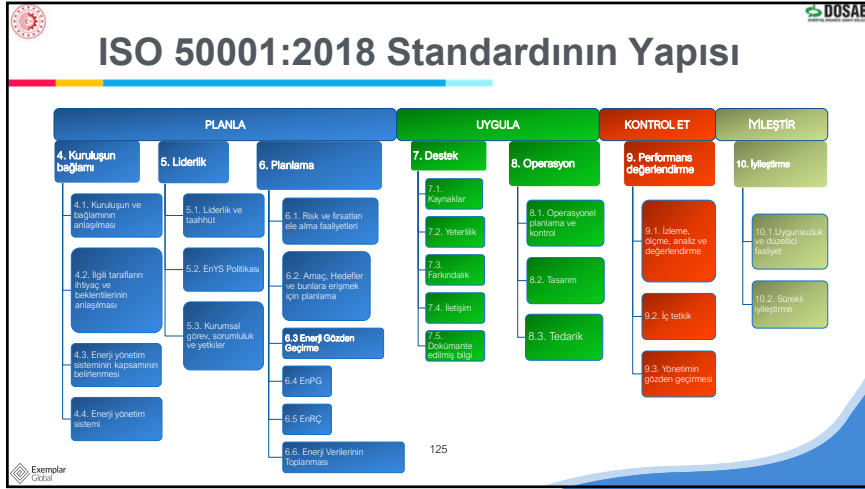 DOSAB
ISO 50001:2018 Standardının Yapısı
PLANLA
UYGULA
KONTROL ET
İYİLEŞTİR
4. Kuruluşun
bağlamı
4.1. Kuruluşun ve
bağlamının
anlaşılması
4.2. İlgili tarafların
ihtiyaç ve
beklentilerinin
anlaşılması
4.3. Enerji yönetim
sisteminin kapsamının
belirlenmesi
4.4. Enerji yönetim
sistemi
5. Liderlik
5.1. Liderlik ve
taahhüt
5.2. EnYS Politikası
5.3. Kurumsal
görev, sorumluluk
ve yetkiler
6. Planlama
6.1. Risk ve fırsatları
ele alma faaliyetleri
6.2. Amaç, Hedefler
ve bunlara erişmek
için planlama
6.3 Enerji Gözden
Geçirme
6.4 EnPG
6.5 EnRÇ
6.6. Enerji Verilerinin
Toplanması
7. Destek
7.1.
Kaynaklar
7.2. Yeterlilik
7.3.
Farkındalık
7.4. İletişim
7.5.
Dokümante
edilmiş bilgi
8. Operasyon
8.1. Operasyonel
planlama ve
kontrol
8.2. Tasarım
8.3. Tedarik
9. Performans
değerlendirme
9.1. İzleme,
ölçme, analiz ve
değerlendirme
9.2. İç tetkik
9.3. Yönetimin
gözden geçirmesi
10. İyileştirme
10.1.Uygunsuzluk
ve düzeltici
faaliyet
10.2. Sürekli
iyileştirme
125
Exemplar
Global